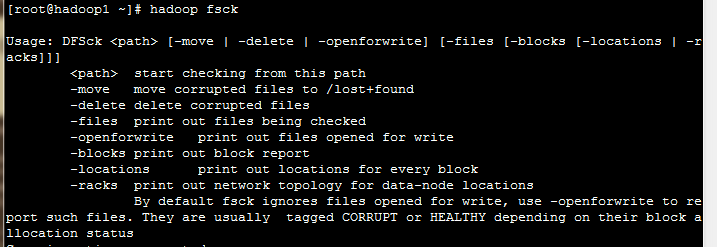 [root@hadoop1 ~]# hadoop fsck
Usage: DFSck <path> [-move | -delete | -openforwrite] [-files [-blocks [-locations | -r
acks]]]
<path> start checking from this path
-move move corrupted files to /lost+found
-delete delete corrupted files
-files print out files being checked
-openforwrite print out files opened for write
-blocks print out block report
-locations print out locations for every block
-racks print out network topology for data-node locations
By default fsck ignores files opened for write, use -openforwrite to re
port such files. They are usually tagged CORRUPT or HEALTHY depending on their block a
llocation status